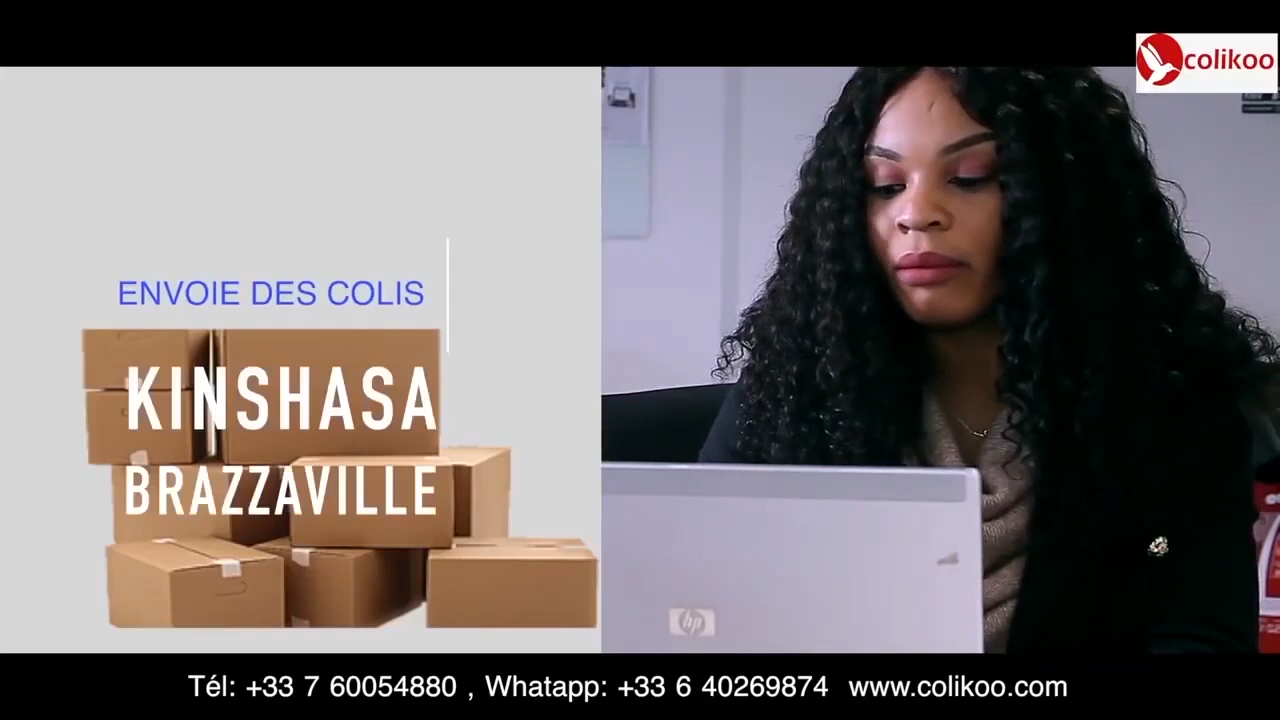 colikoo
ENVOIE DES COLIS
KINSHASA
BRAZZAVILLE
hp
Tél: +33 7 60054880 , Whatapp: +33 6 40269874 www.colikoo.com